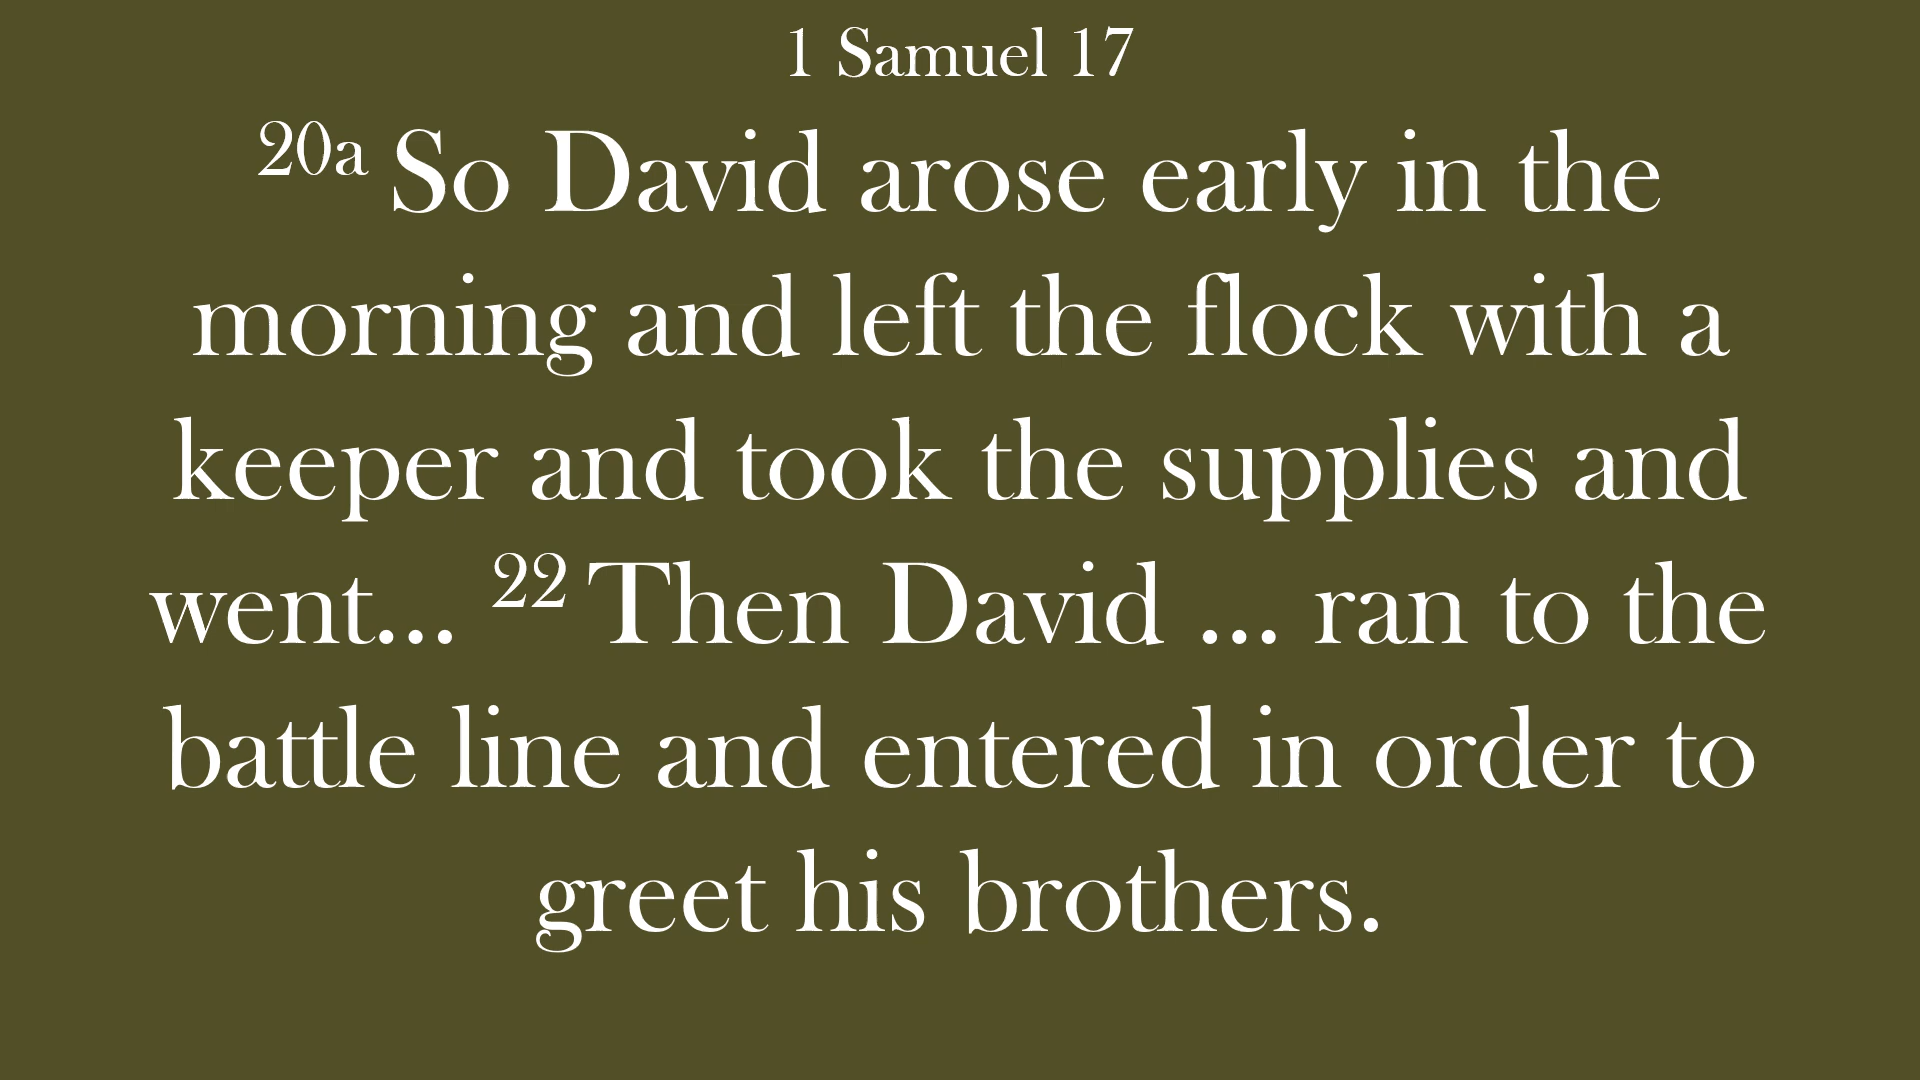 1 Samuel 17
20a So David arose early in the
morning and left the flock with a
keeper and took the supplies and
went... 22 Then David ... ran to the
battle line and entered in order to
greet his brothers.